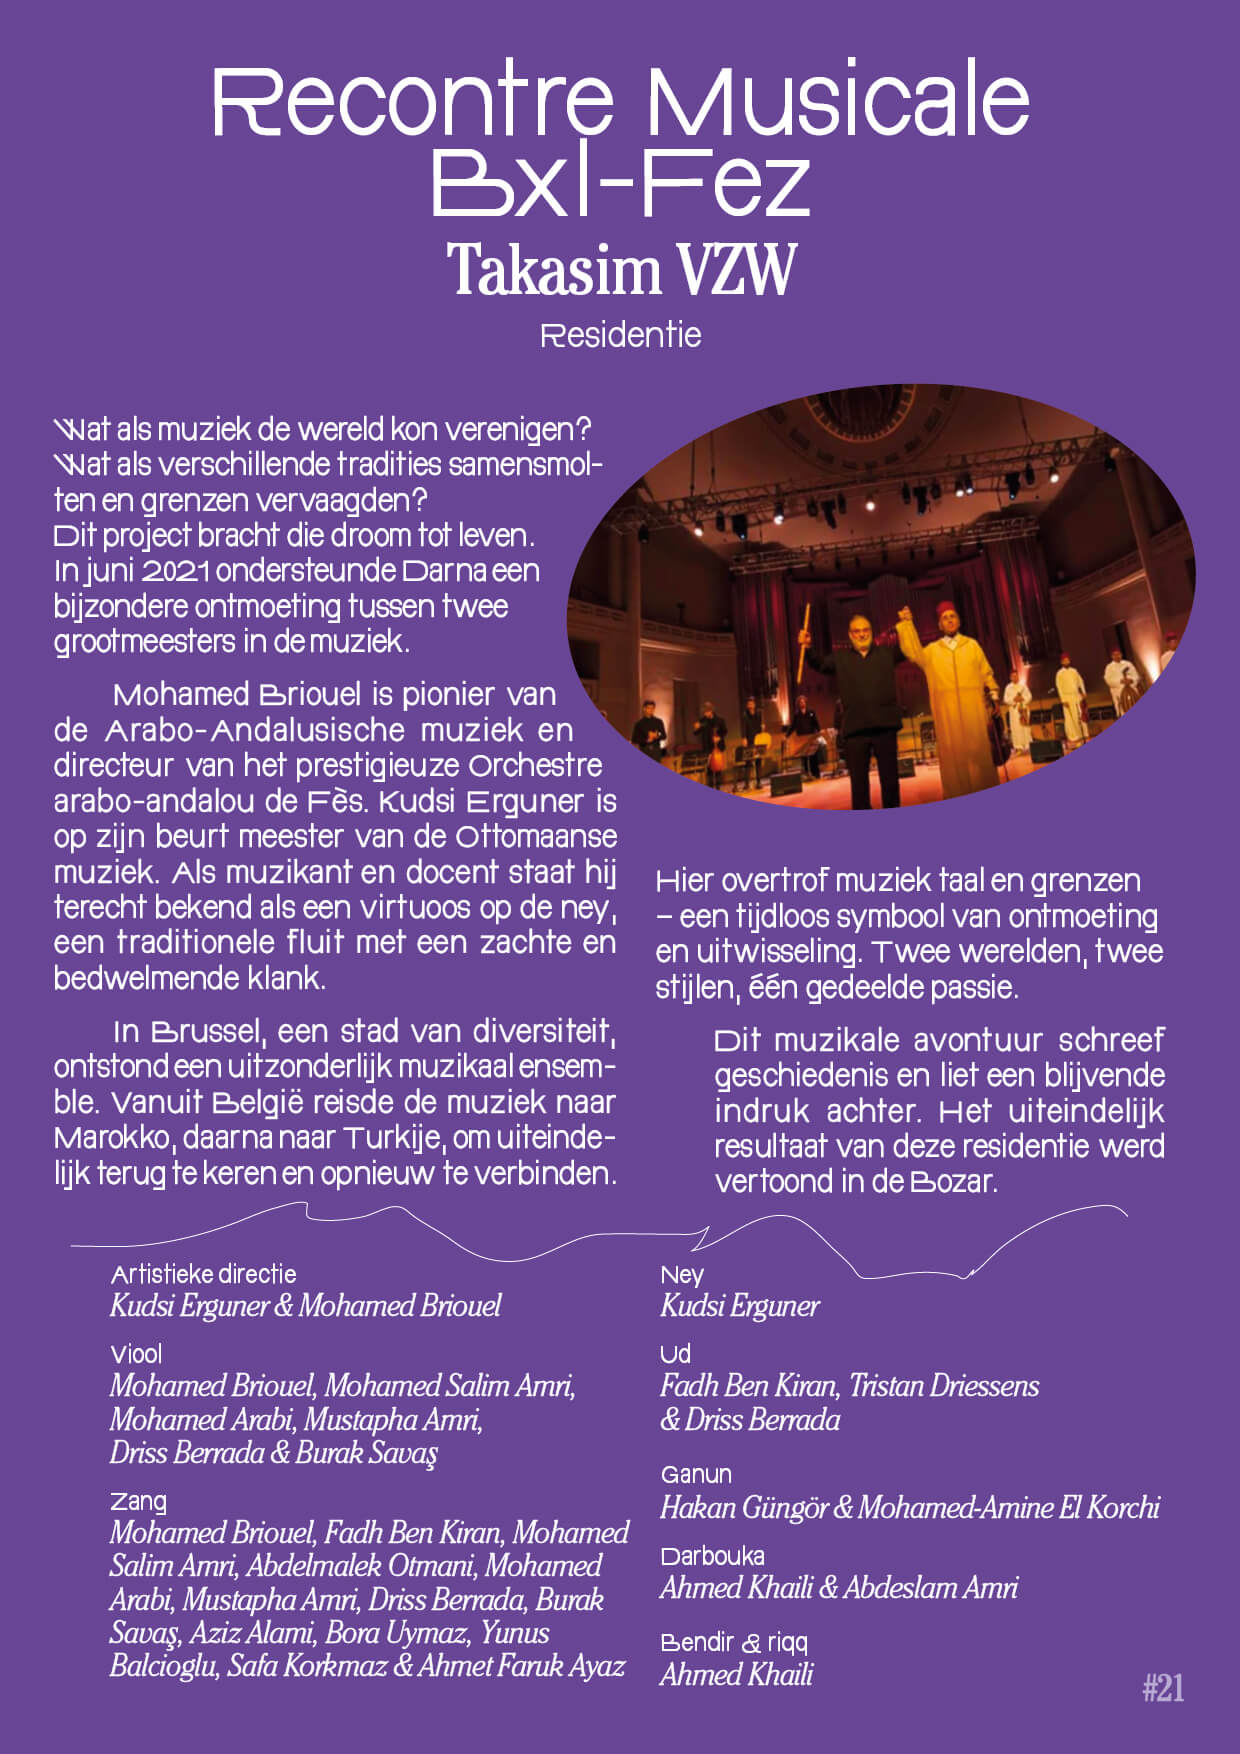 Recontre Musicale
Bxl-Fez
Takasim VZW
Residentie
Wat als muziek de wereld kon verenigen?
Wat als verschillende tradities samensmol-
ten en grenzen vervaagden?
Dit project bracht die droom tot leven.
In juni 2021 ondersteunde Darna een
bijzondere ontmoeting tussen twee
grootmeesters in de muziek.
Mohamed Briouel is pionier van
de Arabo-Andalusische muziek en
directeur van het prestigieuze Orchestre
arabo-andalou de Fès. Kudsi Erguner is
op zijn beurt meester van de Ottomaanse
muziek. Als muzikant en docent staat hij
terecht bekend als een virtuoos op de ney,
een traditionele fluit met een zachte en
bedwelmende klank.
In Brussel, een stad van diversiteit,
ontstond een uitzonderlijk muzikaal ensem-
ble. Vanuit België reisde de muziek naar
Marokko, daarna naar Turkije, om uiteinde-
lijk terug te keren en opnieuw te verbinden.
Hier overtrof muziek taal en grenzen
– een tijdloos symbool van ontmoeting
en uitwisseling. Twee werelden, twee
stijlen, één gedeelde passie.
Dit muzikale avontuur schreef
geschiedenis en liet een blijvende
indruk achter. Het uiteindelijk
resultaat van deze residentie werd
vertoond in de Bozar.
Artistieke directie
Kudsi Erguner & Mohamed Briouel
Viool
Mohamed Briouel, Mohamed Salim Amri,
Mohamed Arabi, Mustapha Amri,
Driss Berrada & Burak Savaş
Zang
Mohamed Briouel, Fadh Ben Kiran, Mohamed
Salim Amri, Abdelmalek Otmani, Mohamed
Arabi, Mustapha Amri, Driss Berrada, Burak
Savaş, Aziz Alami, Bora Uymaz, Yunus
Balcioglu, Safa Korkmaz & Ahmet Faruk Ayaz
Ney
Kudsi Erguner
Ud
Fadh Ben Kiran, Tristan Driessens
& Driss Berrada
Ganun
Hakan Güngör & Mohamed-Amine El Korchi
Darbouka
Ahmed Khaili & Abdeslam Amri
Bendir & riqq
Ahmed Khaili
#21